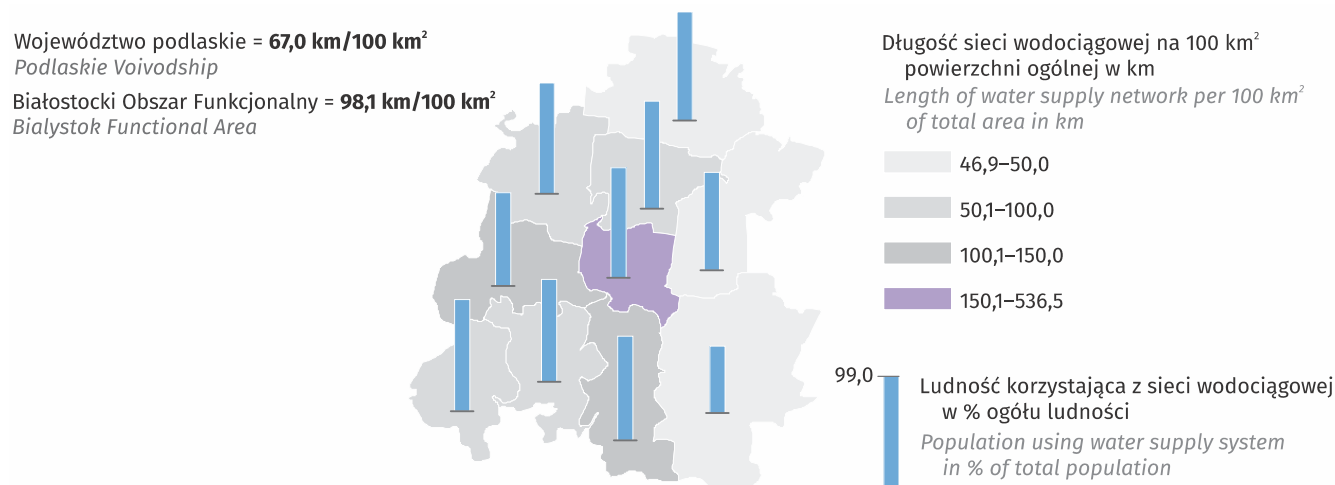 Województwo podlaskie = 67,0 km/100 km²
Podlaskie Voivodship
Białostocki Obszar Funkcjonalny = 98,1 km/100 km²
Bialystok Functional Area
Długość sieci wodociągowej na 100 km²
powierzchni ogólnej w km
Length of water supply network per 100 km²
of total area in km
46,9–50,0
50,1–100,0
100,1–150,0
150,1–536,5
99,0
Ludność korzystająca z sieci wodociągowej
w % ogółu ludności
Population using water supply system
in % of total population